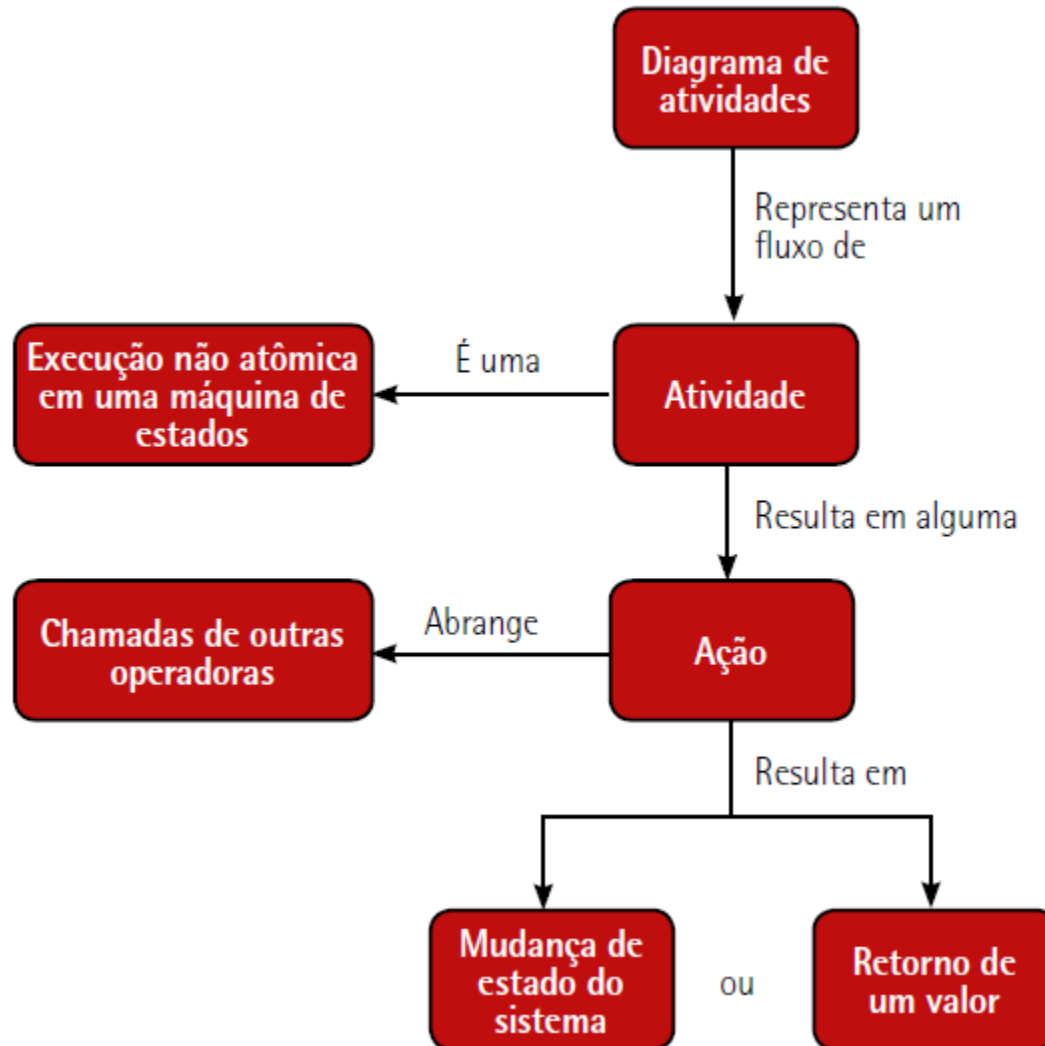 Diagrama de
atividades
Representa um
fluxo de
Execução não atômica
em uma máquina de
estados
É uma
Atividade
Resulta em alguma
Chamadas de outras
operadoras
Abrange
Ação
Resulta em
Mudança de
estado do
sistema
ou
Retorno de
um valor